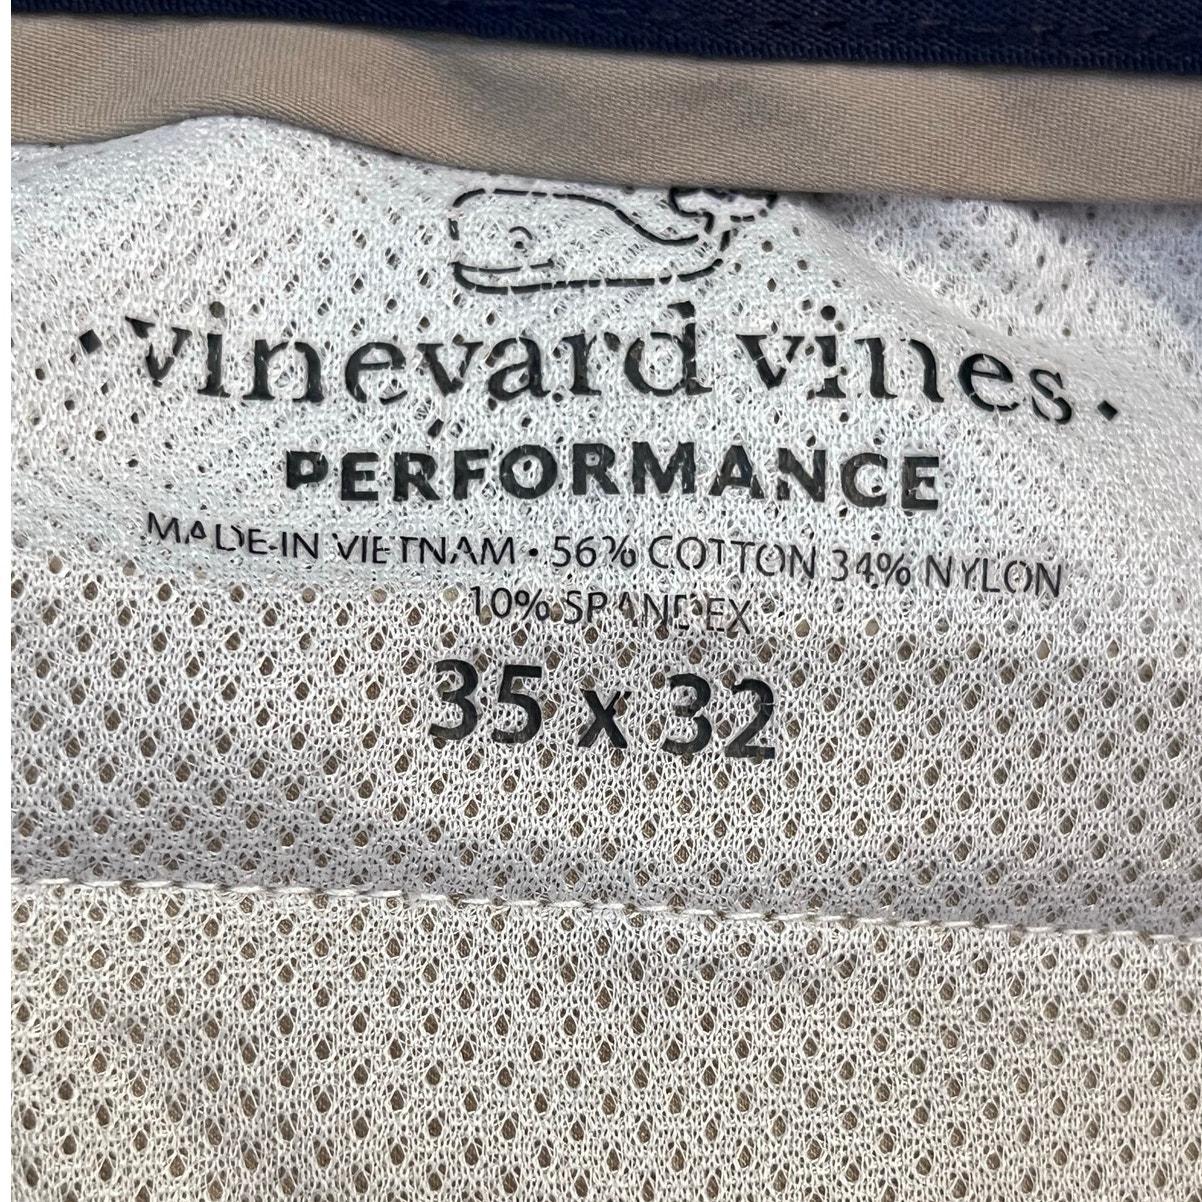 • vineyard vines •
PERFORMANCE
MADE IN VIETNAM • 56% COTTON 34% NYLON
10% SPANDEX
35 x 32